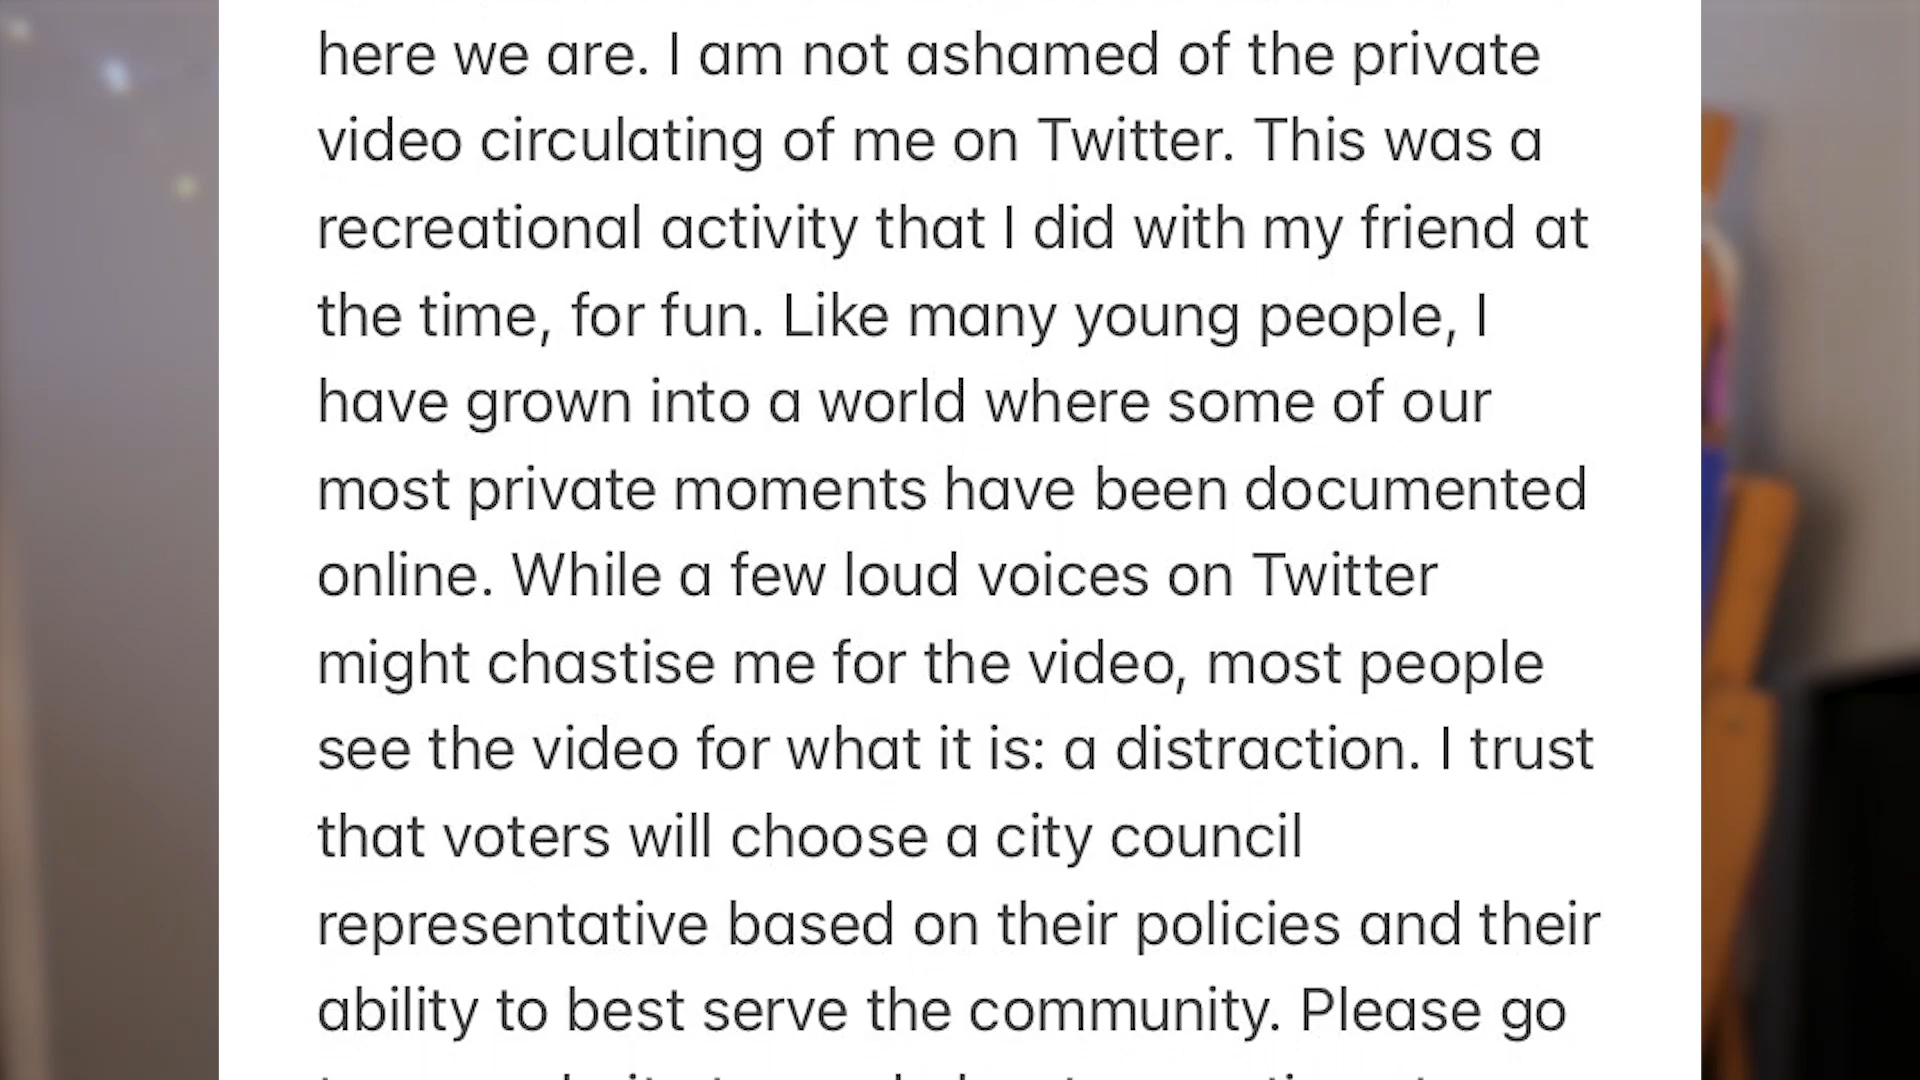 here we are. I am not ashamed of the private
video circulating of me on Twitter. This was a
recreational activity that I did with my friend at
the time, for fun. Like many young people, I
have grown into a world where some of our
most private moments have been documented
online. While a few loud voices on Twitter
might chastise me for the video, most people
see the video for what it is: a distraction. I trust
that voters will choose a city council
representative based on their policies and their
ability to best serve the community. Please go